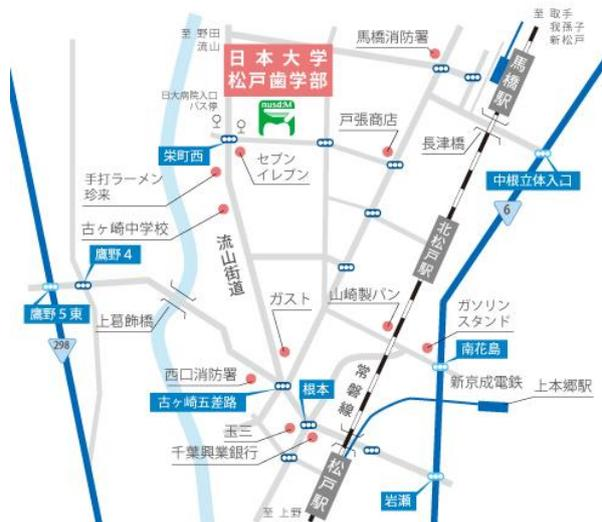 至 取手
我孫子
新松戸
至 野田
流山
馬橋消防署
日本大学
松戸歯学部
馬橋駅
日大病院入口
バス停
nusd:M
戸張商店
長津橋
栄町西
セブン
イレブン
中根立体入口
手打ラーメン
珍来
6
古ヶ崎中学校
流山街道
北松戸駅
鷹野4
上葛飾橋
ガスト
山崎製パン
ガソリン
スタンド
鷹野5東
298
南花島
西口消防署
常磐線
新京成電鉄
上本郷駅
古ヶ崎五差路
根本
玉三
千葉興業銀行
松戸駅
岩瀬
至 上野